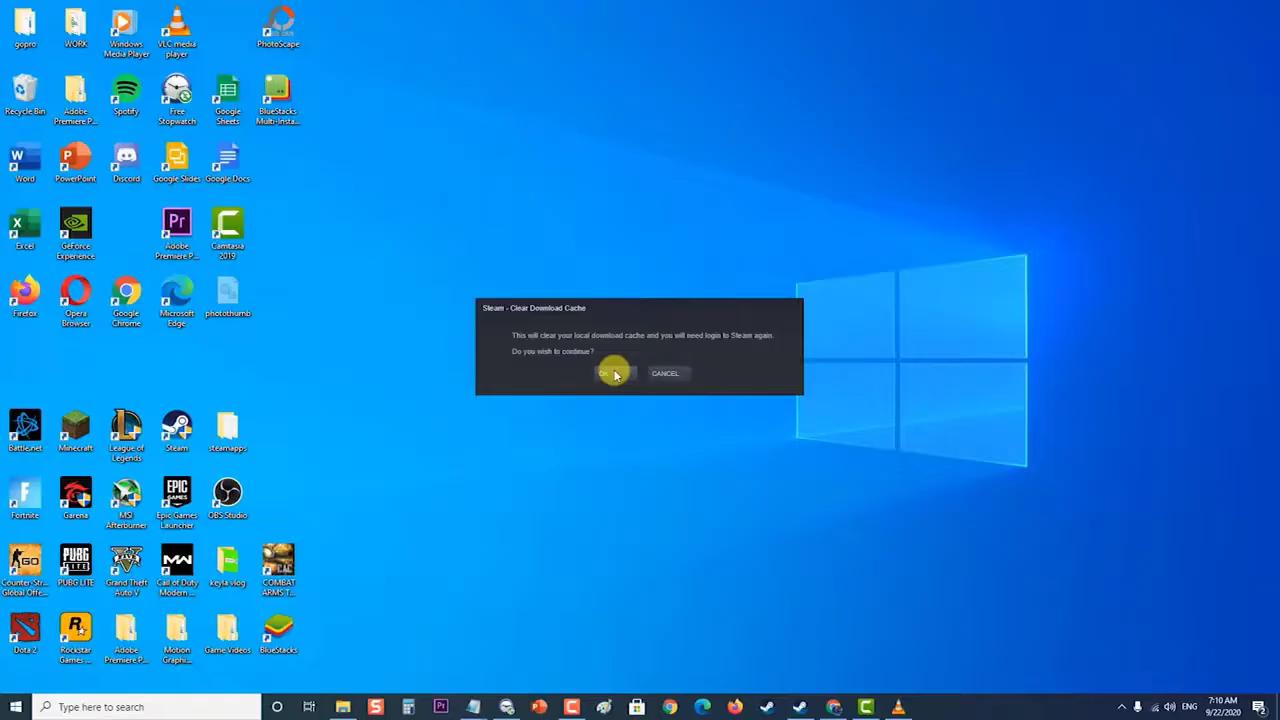 gopro
WORK
Windows Media Player
VLC media player
PhotoScape
Recycle Bin
Adobe Premiere P...
Spotify
Free Stopwatch
Google Sheets
BlueStacks Multi-Insta...
Word
PowerPoint
Discord
Google Slides
Google Docs
Excel
GeForce Experience
Adobe Premiere P...
Camtasia 2019
Firefox
Opera Browser
Google Chrome
Microsoft Edge
photothumb
Steam - Clear Download Cache
This will clear your local download cache and you will need login to Steam again.
Do you wish to continue?
OK
CANCEL
Battle.net
Minecraft
League of Legends
Steam
steamapps
Fortnite
Garena
MSI Afterburner
Epic Games Launcher
OBS Studio
Counter-Str... Global Offe...
PUBG LITE
Grand Theft Auto V
Call of Duty Modern ...
keyla vlog
COMBAT ARMS T...
Dota 2
Rockstar Games ...
Adobe Premiere P...
Motion Graphi...
Game Videos
BlueStacks
Type here to search
ENG
7:10 AM
9/22/2020